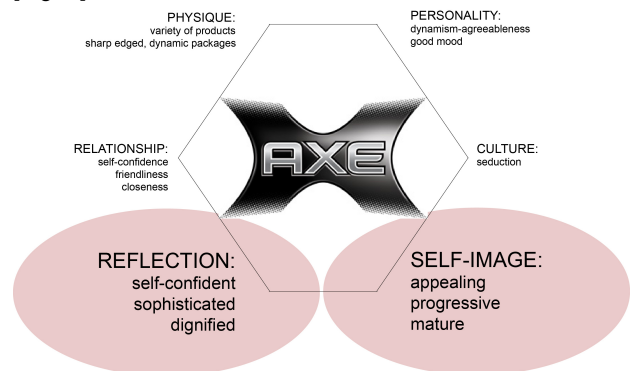 PHYSIQUE:
variety of products
sharp edged, dynamic packages
PERSONALITY:
dynamism-agreeableness
good mood
RELATIONSHIP:
self-confidence
friendliness
closeness
AXE
CULTURE:
seduction
REFLECTION:
self-confident
sophisticated
dignified
SELF-IMAGE:
appealing
progressive
mature